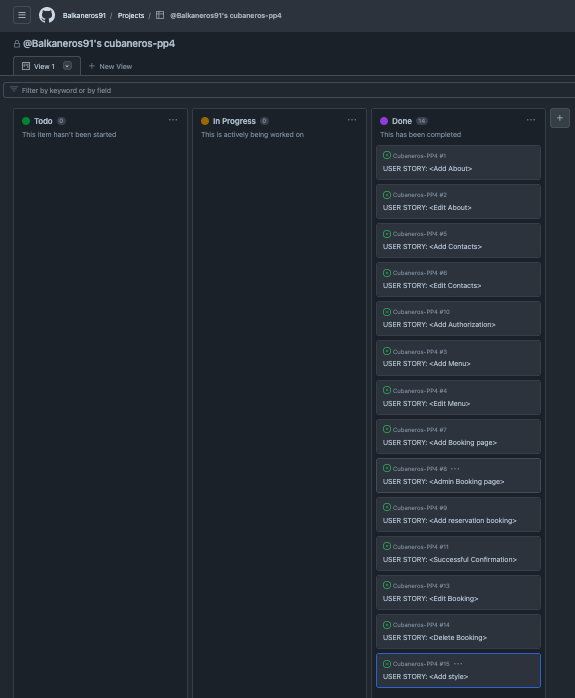 Balkaneros91 / Projects / @Balkaneros91's cubaneros-pp4
@Balkaneros91's cubaneros-pp4
View 1
New View
Filter by keyword or by field
Todo 0
This item hasn't been started
In Progress 0
This is actively being worked on
Done 14
This has been completed
Cubaneros-PP4 #1
USER STORY: <Add About>
Cubaneros-PP4 #2
USER STORY: <Edit About>
Cubaneros-PP4 #5
USER STORY: <Add Contacts>
Cubaneros-PP4 #6
USER STORY: <Edit Contacts>
Cubaneros-PP4 #10
USER STORY: <Add Authorization>
Cubaneros-PP4 #3
USER STORY: <Add Menu>
Cubaneros-PP4 #4
USER STORY: <Edit Menu>
Cubaneros-PP4 #7
USER STORY: <Add Booking page>
Cubaneros-PP4 #8 ...
USER STORY: <Admin Booking page>
Cubaneros-PP4 #9
USER STORY: <Add reservation booking>
Cubaneros-PP4 #11
USER STORY: <Successful Confirmation>
Cubaneros-PP4 #13
USER STORY: <Edit Booking>
Cubaneros-PP4 #14
USER STORY: <Delete Booking>
Cubaneros-PP4 #15 ...
USER STORY: <Add style>